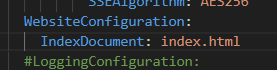 SSEAlgorithm: AES256
WebsiteConfiguration:
IndexDocument: index.html
#LoggingConfiguration: